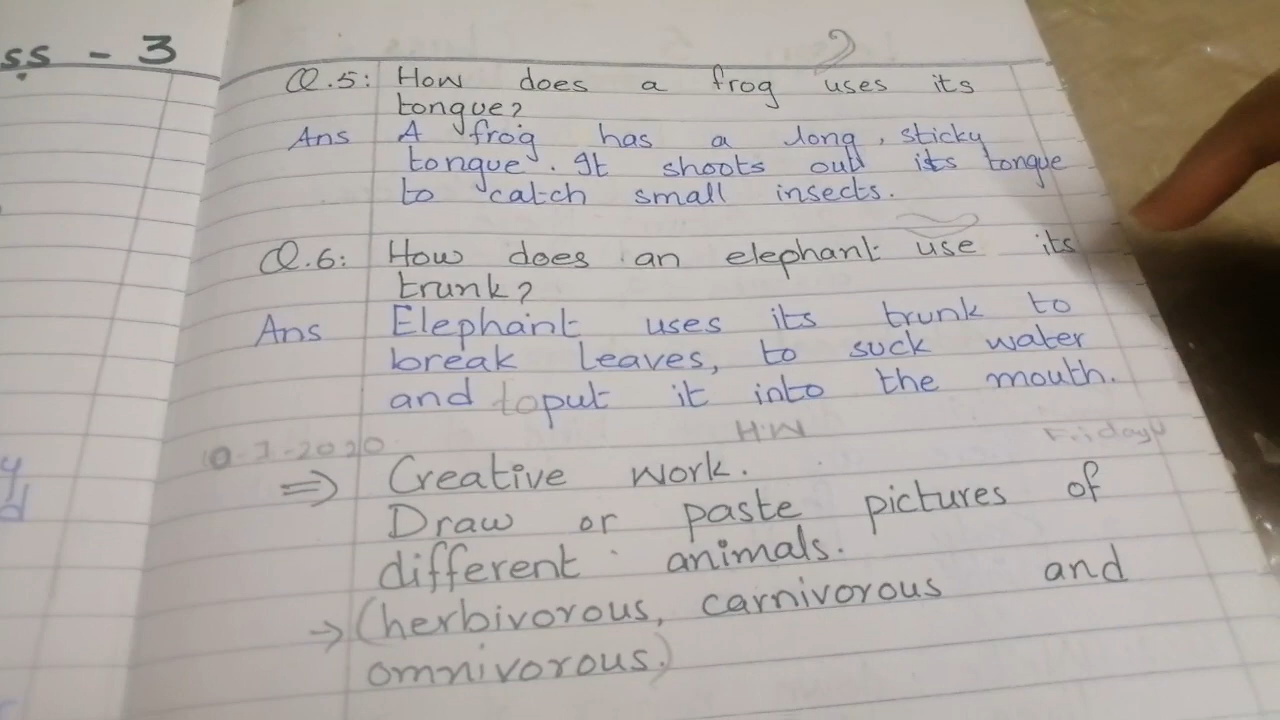 ss - 3
Q.5: How does a frog uses its
tongue?
Ans A frog has a long, sticky
tongue. It shoots out its tongue
to catch small insects.
Q.6: How does an elephant use its
trunk?
Ans Elephant uses its trunk to
break leaves, to suck water
and to put it into the mouth.
H.W Friday
⇒ Creative work.
Draw or paste pictures of
different animals.
→ (herbivorous, carnivorous and
omnivorous.)
y
d